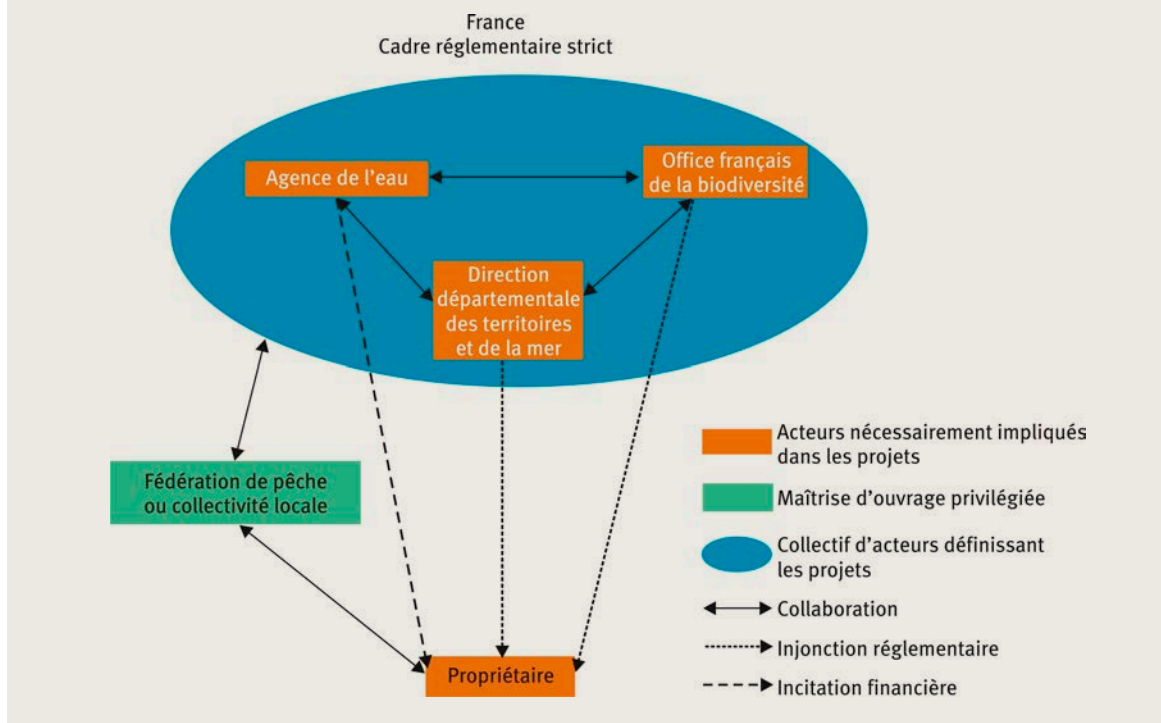 France
Cadre réglementaire strict
Agence de l'eau
Office français
de la biodiversité
Direction
départementale
des territoires
et de la mer
Fédération de pêche
ou collectivité locale
Propriétaire
Acteurs nécessairement impliqués
dans les projets
Maîtrise d'ouvrage privilégiée
Collectif d'acteurs définissant
les projets
Collaboration
Injonction réglementaire
Incitation financière